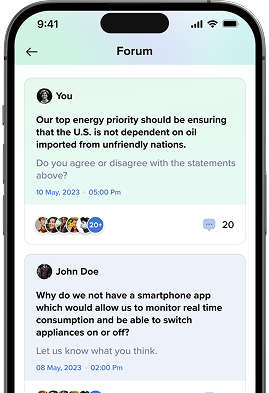 9:41
Forum
You
Our top energy priority should be ensuring
that the U.S. is not dependent on oil
imported from unfriendly nations.
Do you agree or disagree with the statements
above?
10 May, 2023 • 05:00 Pm
20+
20
John Doe
Why do we not have a smartphone app
which would allow us to monitor real time
consumption and be able to switch
appliances on or off?
Let us know what you think.
08 May, 2023 • 02:00 Pm